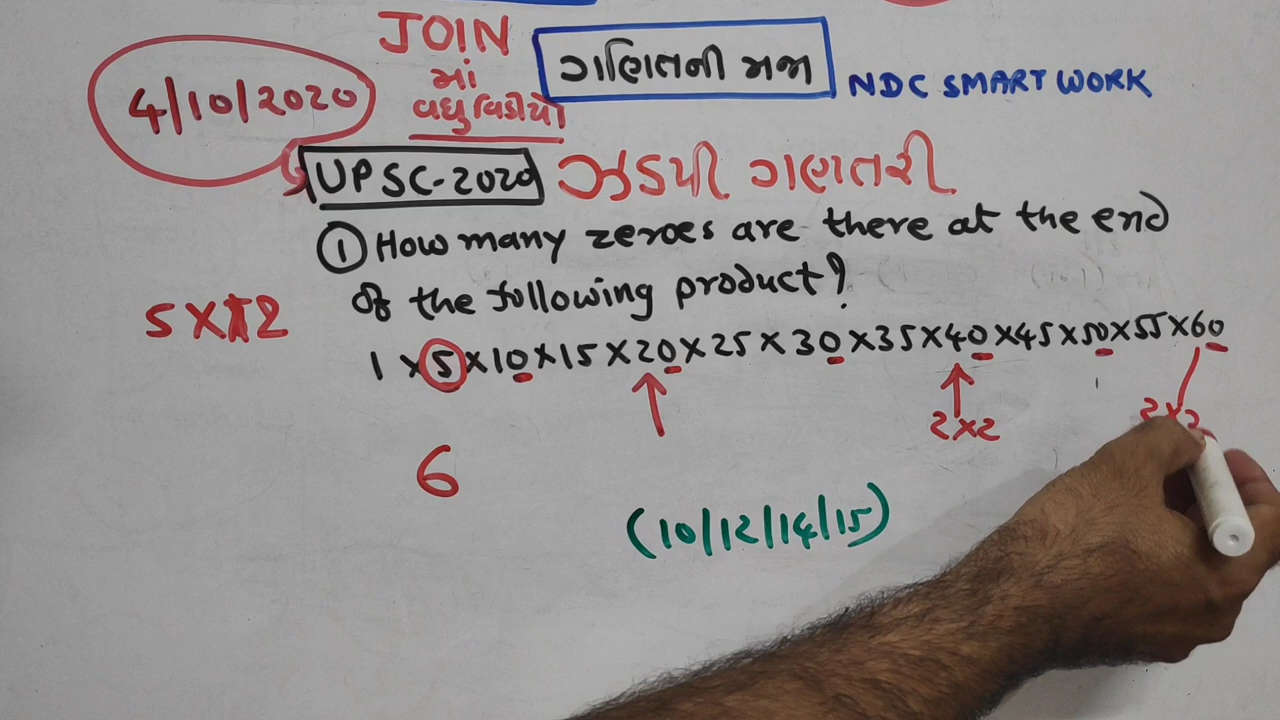 JOIN
માં
વધુ વિડીયો
ગણિતની મજા
NDC SMART WORK
4/10/2020
UPSC-2020
ઝડપી ગણતરી
① How many zeroes are there at the end
of the following product?
5X12
1 × 5 × 10 × 15 × 20 × 25 × 30 × 35 × 40 × 45 × 50 × 55 × 60
2×2
2×2
6
(10/12/14/15)